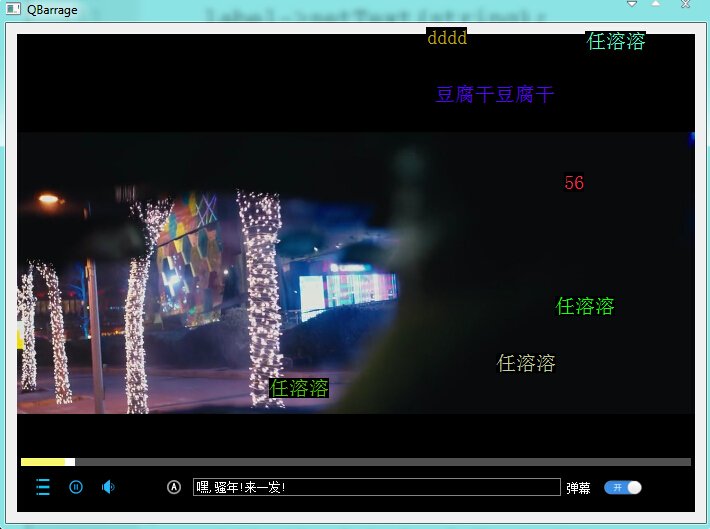 QBarrage
label->setText(string);
dddd
任溶溶
豆腐干豆腐干
56
任溶溶
任溶溶
任溶溶
A
嘿,骚年!来一发!
弹幕
开